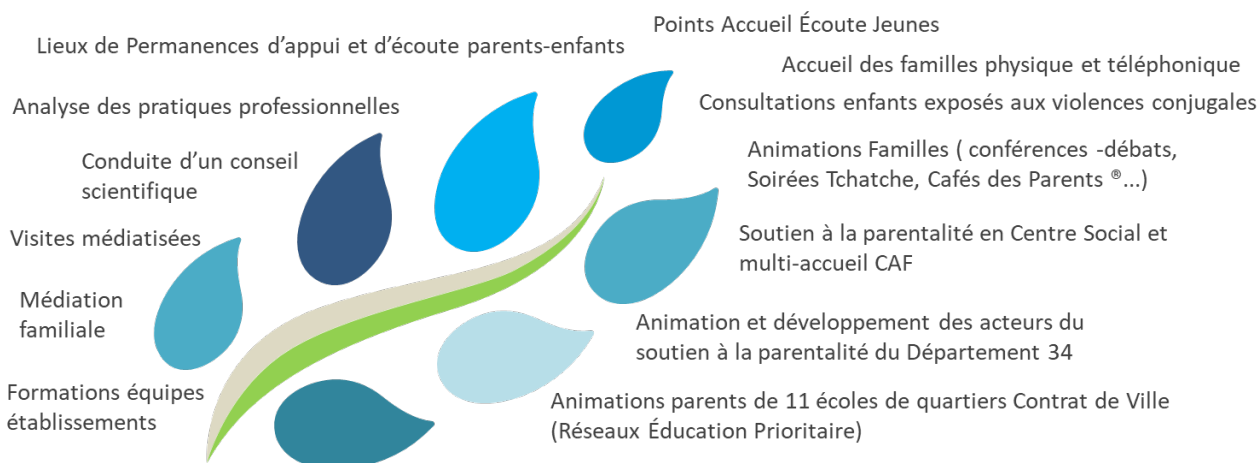 Points Accueil Écoute Jeunes
Lieux de Permanences d'appui et d'écoute parents-enfants
Accueil des familles physique et téléphonique
Analyse des pratiques professionnelles
Consultations enfant exposés aux violences conjugales
Conduite d'un conseil
scientifique
Animations Familles ( conférences -débats,
Soirées Tchatche, Cafés des Parents ®...)
Visites médiatisées
Soutien à la parentalité en Centre Social et
multi-accueil CAF
Médiation
familiale
Animation et développement des acteurs du
soutien à la parentalité du Département 34
Formations équipes
établissements
Animations parents de 11 écoles de quartiers Contrat de Ville
(Réseaux Éducation Prioritaire)